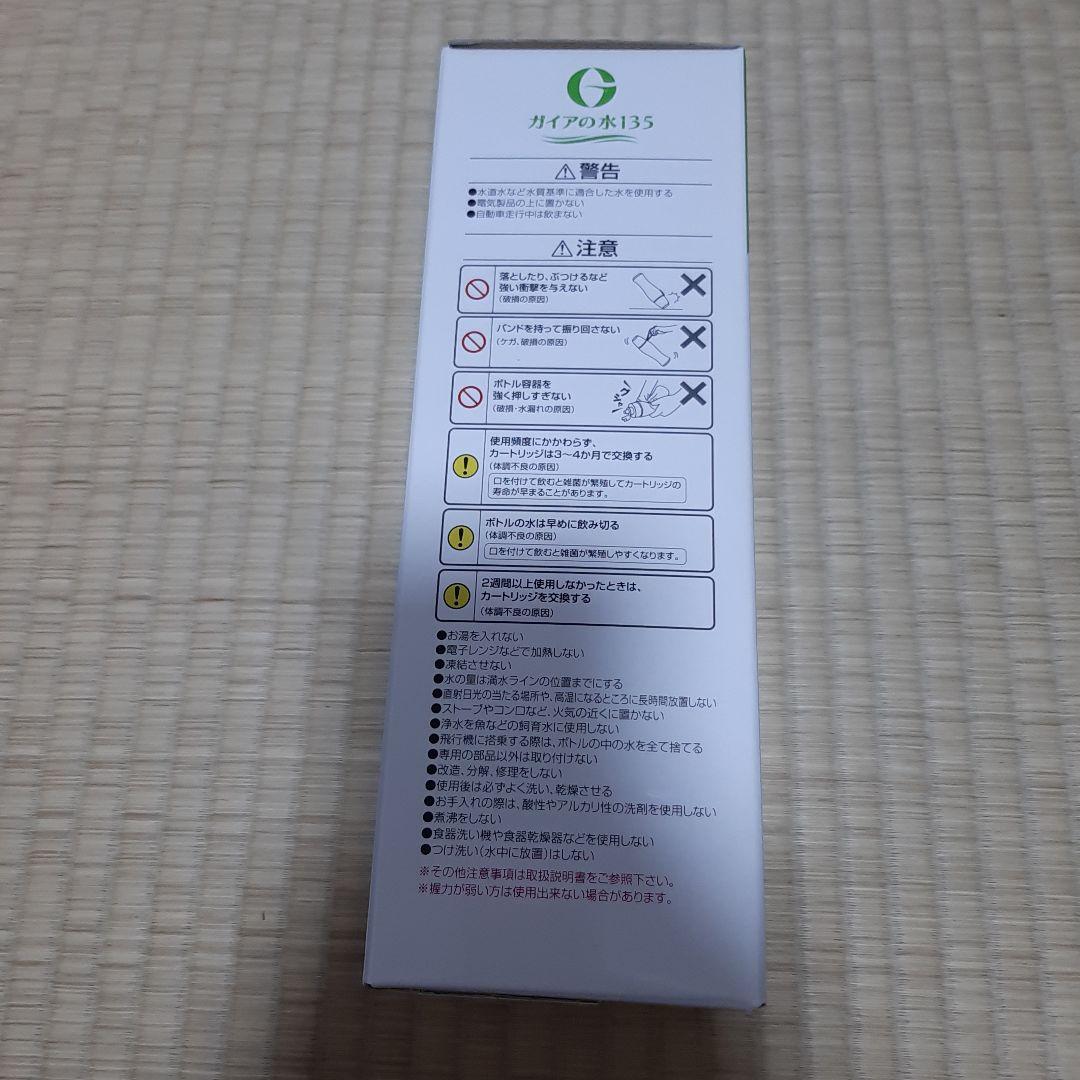 ガイアの水135
⚠警告
●水道水など水質基準に適合した水を使用する
●電気製品の上に置かない
●自動車走行中は飲まない
⚠注意
落としたり、ぶつけるなど
強い衝撃を与えない
(破損の原因)
バンドを持って振り回さない
(ケガ、破損の原因)
ボトル容器を
強く押しすぎない
(破損・水漏れの原因)
使用頻度にかかわらず、
カートリッジは3〜4か月で交換する
(体調不良の原因)
口を付けて飲むと雑菌が繁殖してカートリッジの
寿命が早まることがあります。
ボトルの水は早めに飲み切る
(体調不良の原因)
口を付けて飲むと雑菌が繁殖しやすくなります。
2週間以上使用しなかったときは、
カートリッジを交換する
(体調不良の原因)
●お湯を入れない
●電子レンジなどで加熱しない
●凍結させない
●水の量は満水ラインの位置までにする
●直射日光の当たる場所や、高温になるところに長時間放置しない
●ストーブやコンロなど、火気の近くに置かない
●浄水を魚などの飼育水に使用しない
●飛行機に搭乗する際は、ボトルの中の水を全て捨てる
●専用の部品以外は取り付けない
●改造、分解、修理をしない
●使用後は必ずよく洗い、乾燥させる
●お手入れの際は、酸性やアルカリ性の洗剤を使用しない
●煮沸をしない
●食器洗い機や食器乾燥器などを使用しない
●つけ洗い(水中に放置)はしない
※その他注意事項は取扱説明書をご参照下さい。
※握力が弱い方は使用出来ない場合があります。